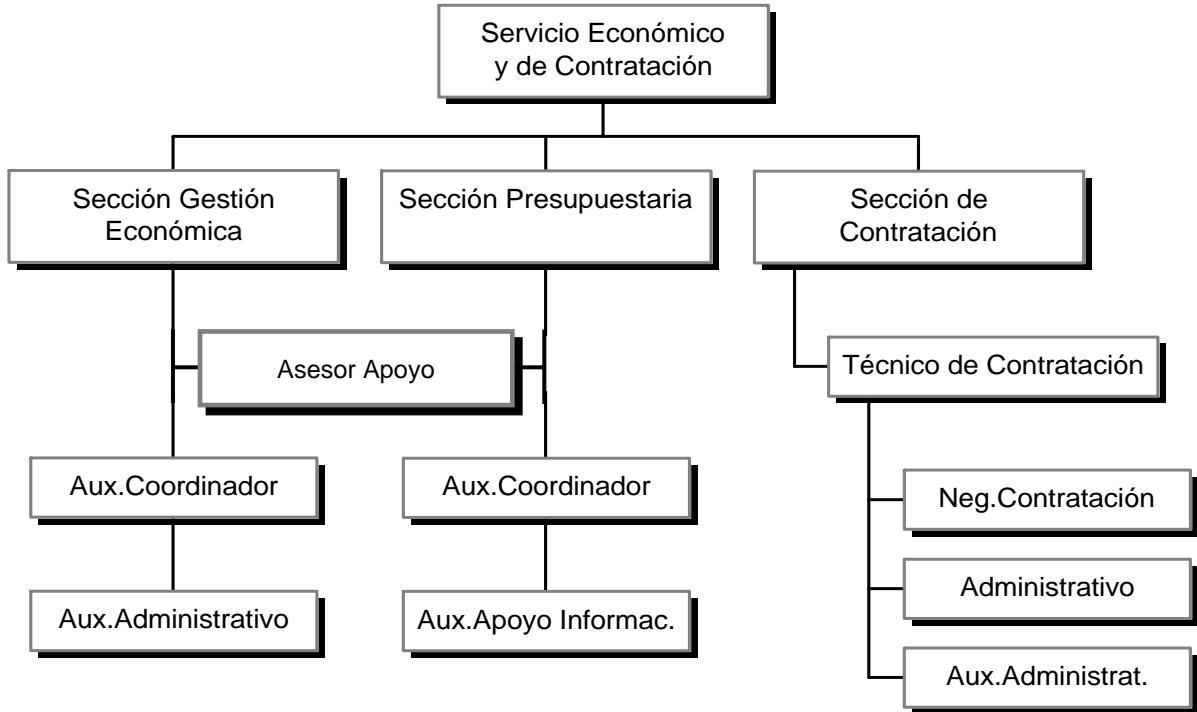 Servicio Económico
y de Contratación
Sección Gestión
Económica
Sección Presupuestaria
Sección de
Contratación
Asesor Apoyo
Técnico de Contratación
Aux.Coordinador
Aux.Coordinador
Neg.Contratación
Aux.Administrativo
Aux.Apoyo Informac.
Administrativo
Aux.Administrat.